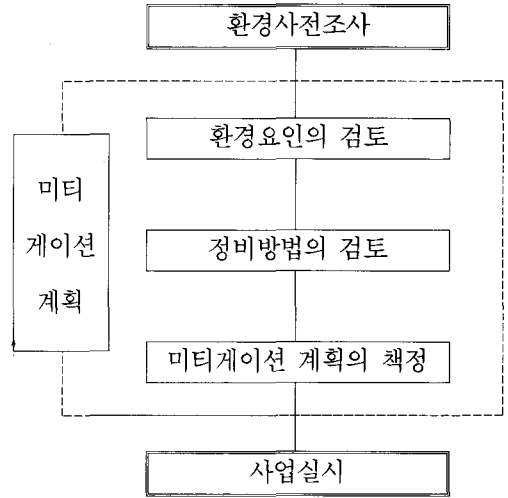 환경사전조사
환경요인의 검토
미티
게이션
계획
정비방법의 검토
미티게이션 계획의 책정
사업실시